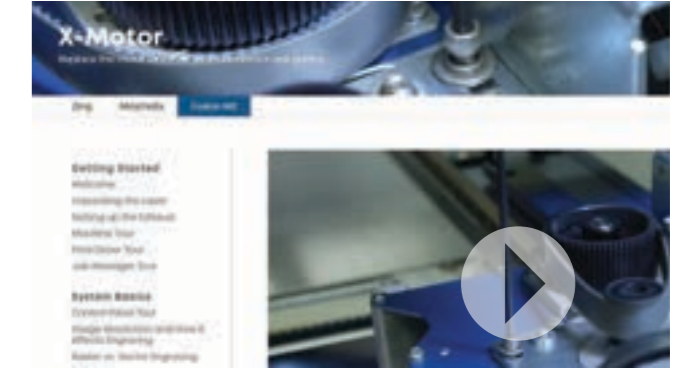 X-Motor
Zing
Getting Started
Welcome
Unpacking the Laser
Setting up the Exhaust
Machine Tour
Print Driver Tour
Job Manager Tour
System Basics
Control Panel Tour
Image Resolution and How it
Affects Engraving
Raster vs. Vector Engraving